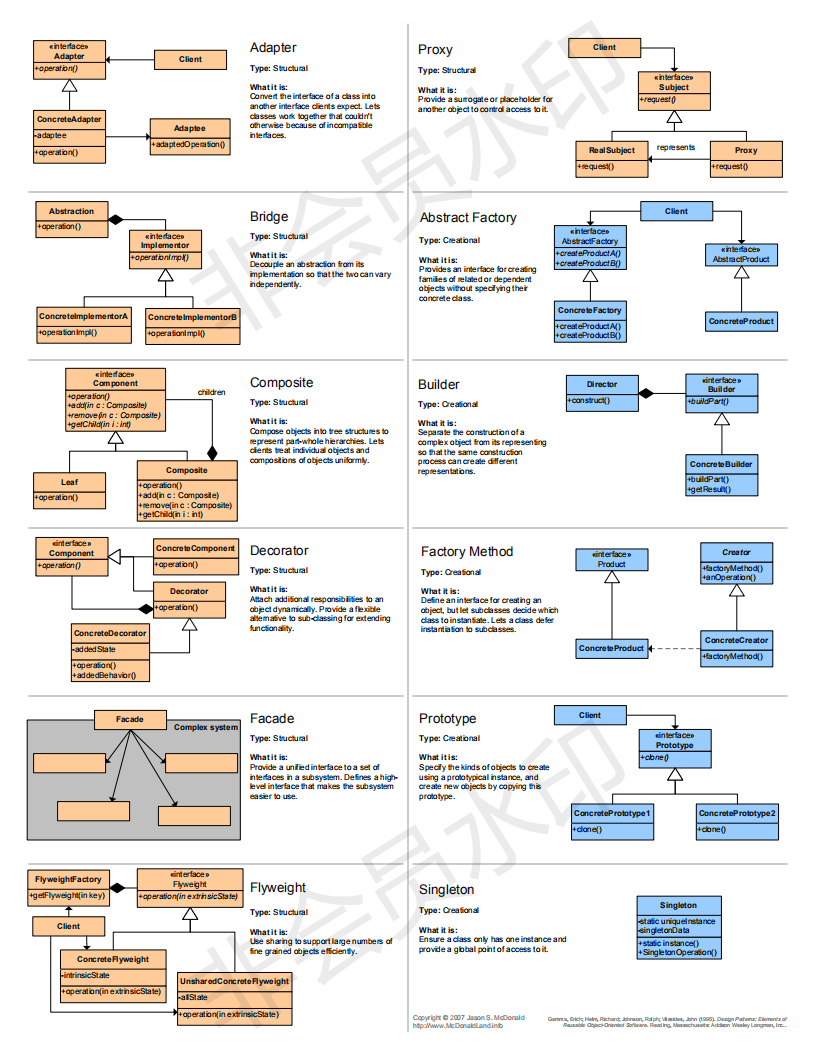 «interface»
Adapter
+operation()
Client
ConcreteAdapter
-adaptee
+operation()
Adaptee
+adaptedOperation()
Adapter
Type: Structural
What it is:
Convert the interface of a class into
another interface clients expect. Lets
classes work together that couldn't
otherwise because of incompatible
interfaces.
Abstraction
+operation()
«interface»
Implementor
+operationImpl()
ConcreteImplementorA
+operationImpl()
ConcreteImplementorB
+operationImpl()
Bridge
Type: Structural
What it is:
Decouple an abstraction from its
implementation so that the two can vary
independently.
«interface»
Component
+operation()
+add(in c : Composite)
+remove(in c : Composite)
+getChild(in i : int)
children
Leaf
+operation()
Composite
+operation()
+add(in c : Composite)
+remove(in c : Composite)
+getChild(in i : int)
Composite
Type: Structural
What it is:
Compose objects into tree structures to
represent part-whole hierarchies. Lets
clients treat individual objects and
compositions of objects uniformly.
«interface»
Component
+operation()
ConcreteComponent
+operation()
Decorator
+operation()
ConcreteDecorator
-addedState
+operation()
+addedBehavior()
Decorator
Type: Structural
What it is:
Attach additional responsibilities to an
object dynamically. Provide a flexible
alternative to sub-classing for extending
functionality.
Facade
Complex system
Facade
Type: Structural
What it is:
Provide a unified interface to a set of
interfaces in a subsystem. Defines a high-
level interface that makes the subsystem
easier to use.
FlyweightFactory
+getFlyweight(in key)
«interface»
Flyweight
+operation(in extrinsicState)
Client
ConcreteFlyweight
-intrinsicState
+operation(in extrinsicState)
UnsharedConcreteFlyweight
-allState
+operation(in extrinsicState)
Flyweight
Type: Structural
What it is:
Use sharing to support large numbers of
fine grained objects efficiently.
Proxy
Type: Structural
What it is:
Provide a surrogate or placeholder for
another object to control access to it.
Client
«interface»
Subject
+request()
RealSubject
+request()
represents
Proxy
+request()
Abstract Factory
Type: Creational
What it is:
Provides an interface for creating
families of related or dependent
objects without specifying their
concrete class.
Client
«interface»
AbstractFactory
+createProductA()
+createProductB()
«interface»
AbstractProduct
ConcreteFactory
+createProductA()
+createProductB()
ConcreteProduct
Builder
Type: Creational
What it is:
Separate the construction of a
complex object from its representing
so that the same construction
process can create different
representations.
Director
+construct()
«interface»
Builder
+buildPart()
ConcreteBuilder
+buildPart()
+getResult()
Factory Method
Type: Creational
What it is:
Define an interface for creating an
object, but let subclasses decide which
class to instantiate. Lets a class defer
instantiation to subclasses.
«interface»
Product
Creator
+factoryMethod()
+anOperation()
ConcreteProduct
ConcreteCreator
+factoryMethod()
Prototype
Type: Creational
What it is:
Specify the kinds of objects to create
using a prototypical instance, and
create new objects by copying this
prototype.
Client
«interface»
Prototype
+clone()
ConcretePrototype1
+clone()
ConcretePrototype2
+clone()
Singleton
Type: Creational
What it is:
Ensure a class only has one instance and
provide a global point of access to it.
Singleton
-static uniqueInstance
-singletonData
+static instance()
+SingletonOperation()
Copyright © 2007 Jason S. McDonald
http://www.McDonaldLand.info
Gamma, Erich; Helm, Richard; Johnson, Ralph; Vlissides, John (1995). Design Patterns: Elements of
Reusable Object-Oriented Software. Reading, Massachusetts: Addison Wesley Longman, Inc..
非会员水印
非会员水印